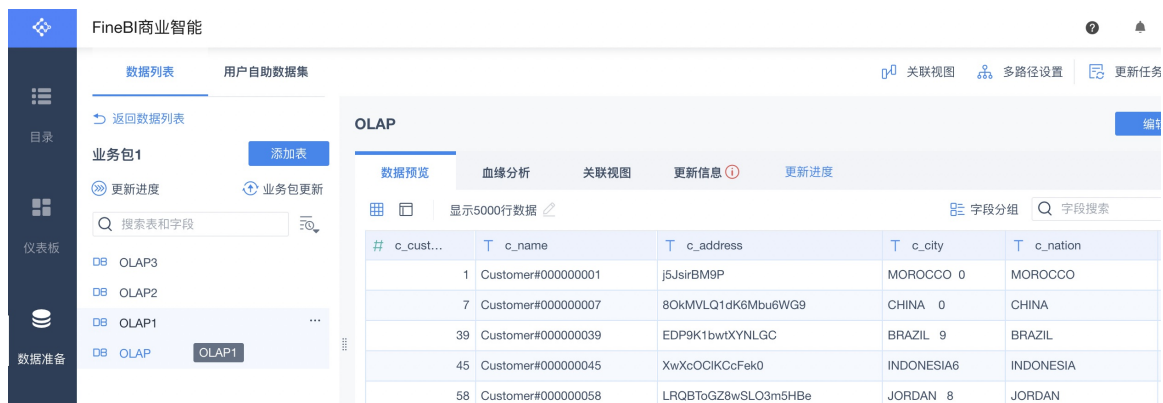 FineBI商业智能
数据列表 用户自助数据集 关联视图 多路径设置 更新任务
目录
返回数据列表
业务包1 添加表
更新进度 业务包更新
搜索表和字段
仪表板
DB OLAP3
DB OLAP2
DB OLAP1 ...
DB OLAP OLAP1
数据准备
OLAP 编辑
数据预览 血缘分析 关联视图 更新信息 更新进度
显示5000行数据 字段分组 字段搜索
# c_cust... T c_name T c_address T c_city T c_nation
1 Customer#000000001 j5JsirBM9P MOROCCO 0 MOROCCO
7 Customer#000000007 8OkMVLQ1dK6Mbu6WG9 CHINA 0 CHINA
39 Customer#000000039 EDP9K1bwtXYNLGC BRAZIL 9 BRAZIL
45 Customer#000000045 XwXcOClKCcFek0 INDONESIA6 INDONESIA
58 Customer#000000058 LRQBToGZ8wSLO3m5HBe JORDAN 8 JORDAN